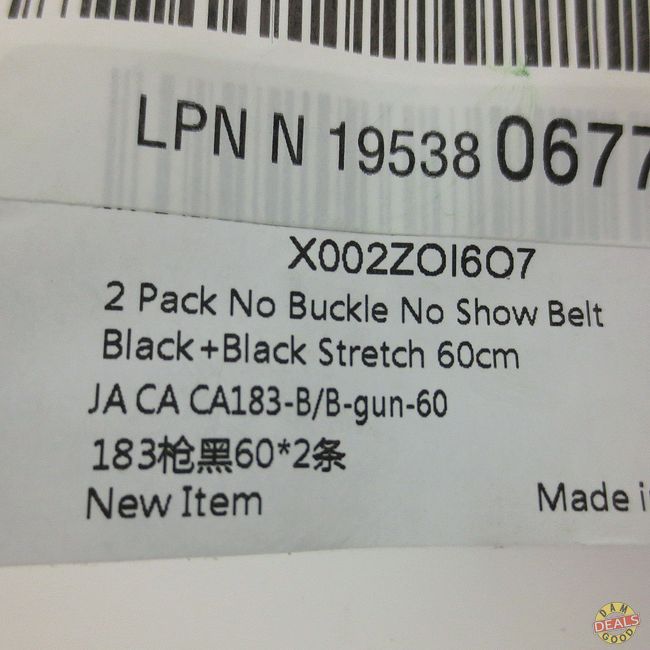 LPN N 19538 0677
X002ZOI6O7
2 Pack No Buckle No Show Belt
Black+Black Stretch 60cm
JA CA CA183-B/B-gun-60
183枪黑60*2条
New Item
Made i
DAM
DEALS
GOOD